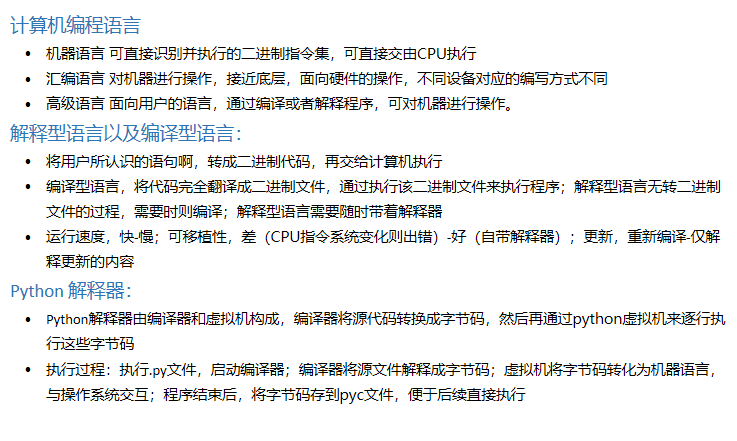 计算机编程语言
• 机器语言 可直接识别并执行的二进制指令集，可直接交由CPU执行
• 汇编语言 对机器进行操作，接近底层，面向硬件的操作，不同设备对应的编写方式不同
• 高级语言 面向用户的语言，通过编译或者解释程序，可对机器进行操作。
解释型语言以及编译型语言：
• 将用户所认识的语句啊，转成二进制代码，再交给计算机执行
• 编译型语言，将代码完全翻译成二进制文件，通过执行该二进制文件来执行程序；解释型语言无转二进制
文件的过程，需要时则编译；解释型语言需要随时带着解释器
• 运行速度，快-慢；可移植性，差（CPU指令系统变化则出错）-好（自带解释器）；更新，重新编译-仅解
释更新的内容
Python 解释器：
• Python解释器由编译器和虚拟机构成，编译器将源代码转换成字节码，然后再通过python虚拟机来逐行执
行这些字节码
• 执行过程：执行.py文件，启动编译器；编译器将源文件解释成字节码；虚拟机将字节码转化为机器语言，
与操作系统交互；程序结束后，将字节码存到pyc文件，便于后续直接执行